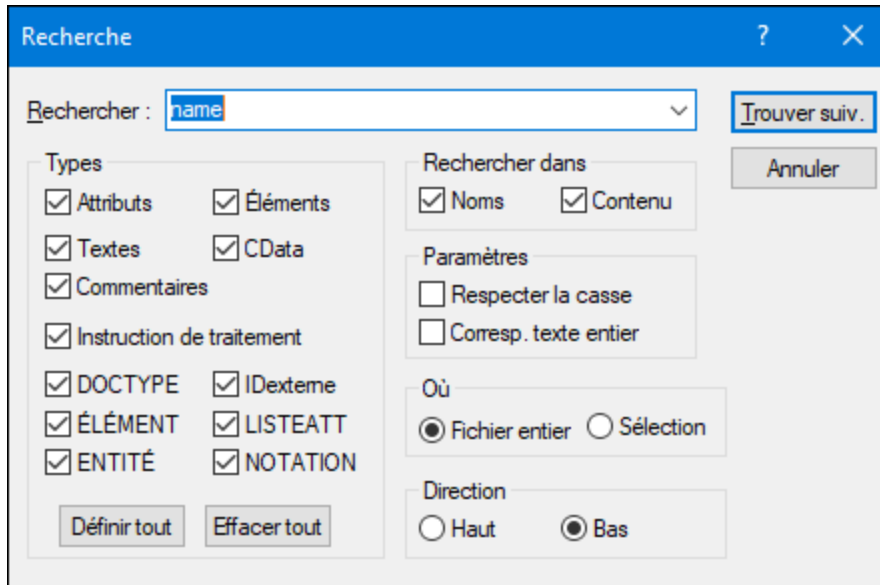 Recherche
?
Rechercher : name
Trouver suiv.
Annuler
Types
Attributs Éléments
Textes CData
Commentaires
Instruction de traitement
DOCTYPE IDexterne
ÉLÉMENT LISTEATT
ENTITÉ NOTATION
Définir tout Effacer tout
Rechercher dans
Noms Contenu
Paramètres
Respecter la casse
Corresp. texte entier
Où
Fichier entier Sélection
Direction
Haut Bas